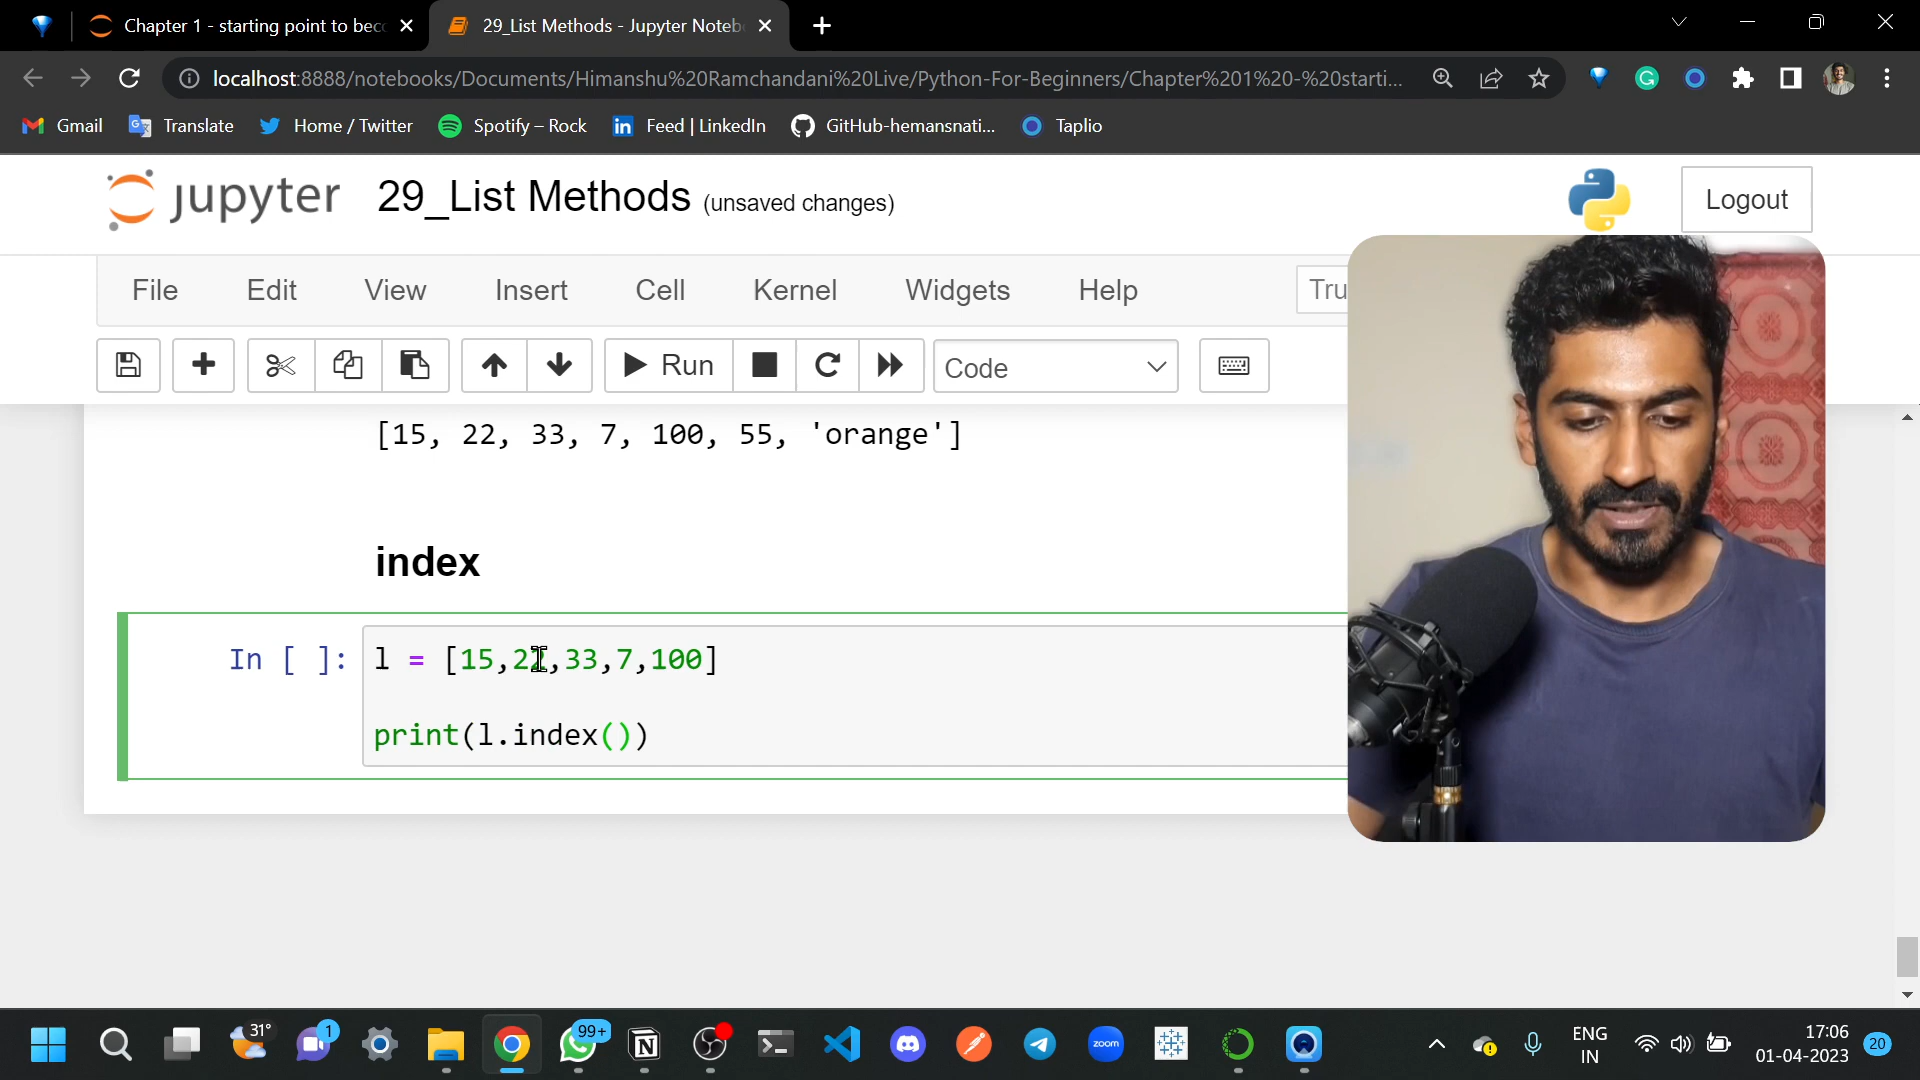 Chapter 1 - starting point to bec
29_List Methods - Jupyter Noteb
localhost:8888/notebooks/Documents/Himanshu%20Ramchandani%20Live/Python-For-Beginners/Chapter%201%20-%20starti...
Gmail
Translate
Home / Twitter
Spotify – Rock
Feed | LinkedIn
GitHub-hemansnati...
Taplio
jupyter
29_List Methods (unsaved changes)
Logout
File
Edit
View
Insert
Cell
Kernel
Widgets
Help
Tru
Run
Code
[15, 22, 33, 7, 100, 55, 'orange']
index
In [ ]: l = [15,22,33,7,100]
print(l.index())
31°
1
99+
zoom
ENG
IN
17:06
01-04-2023
20